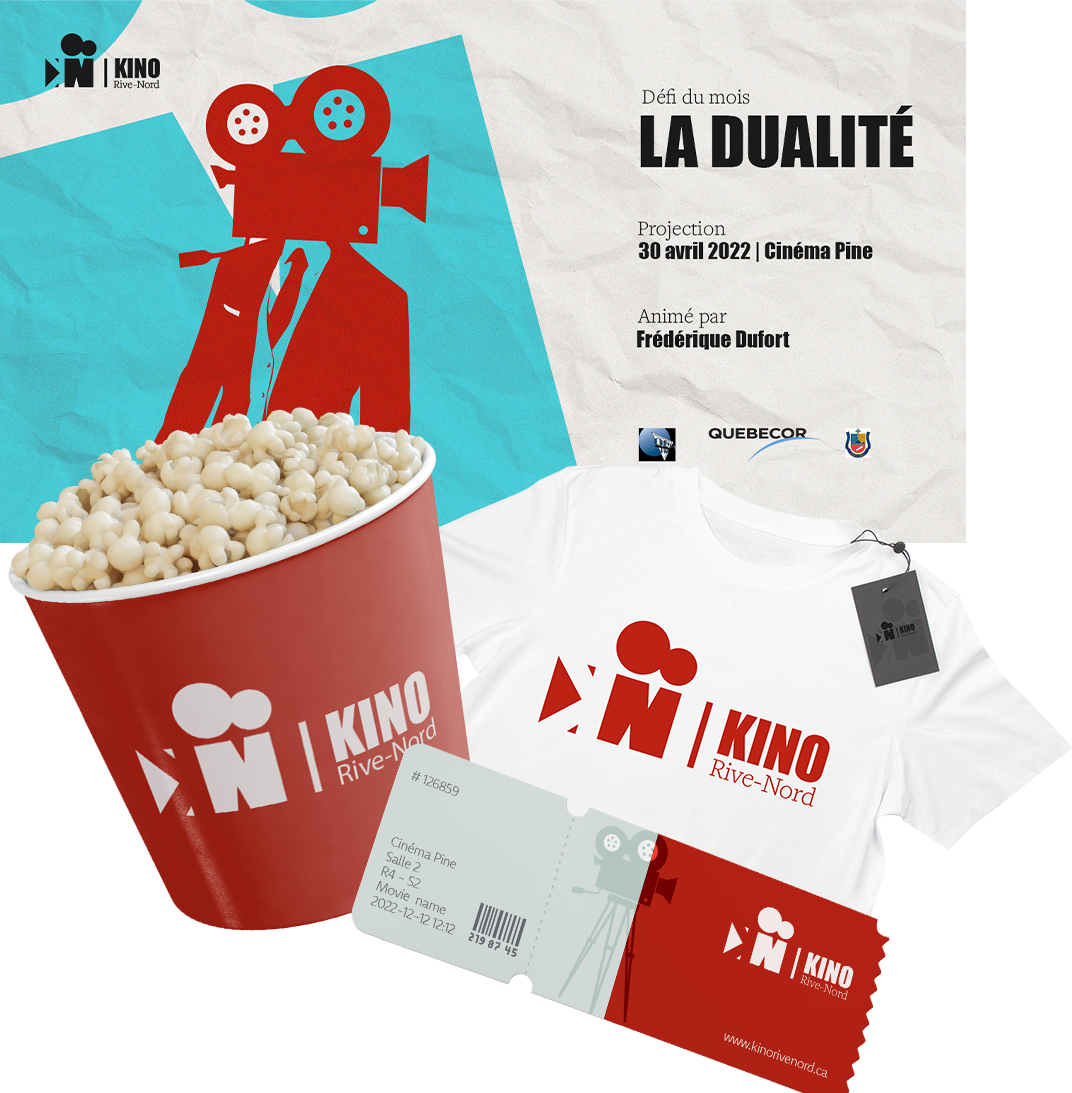 KINO
Rive-Nord
Défi du mois
LA DUALITÉ
Projection
30 avril 2022 | Cinéma Pine
Animé par
Frédérique Dufort
QUEBECOR
KINO
Rive-Nord
KINO
Rive-Nord
KINO
# 126859
Cinéma Pine
Salle 2
R4 - S2
Movie name
2022-12-12 12:12
219 87 45
KINO
Rive-Nord
www.kinorivenord.ca